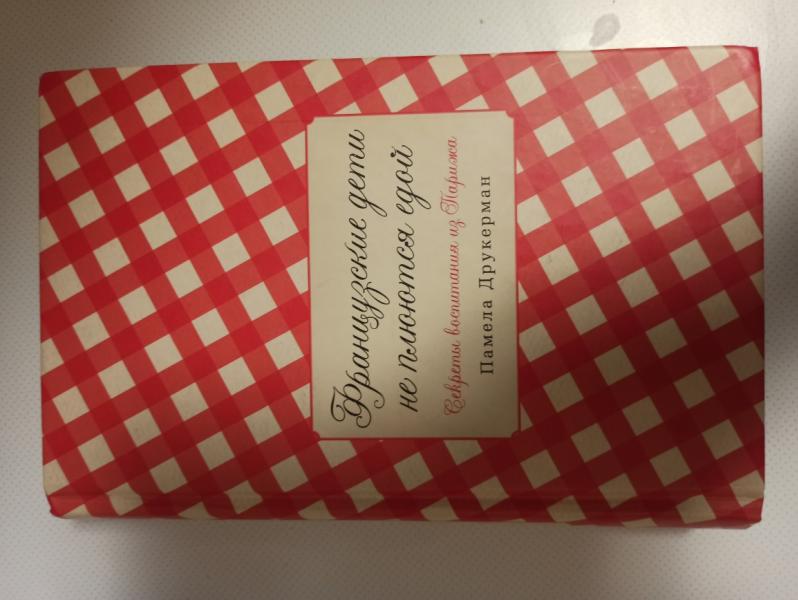 Французские дети
не плюются едой
Секреты воспитания из Парижа
Памела Друкерман